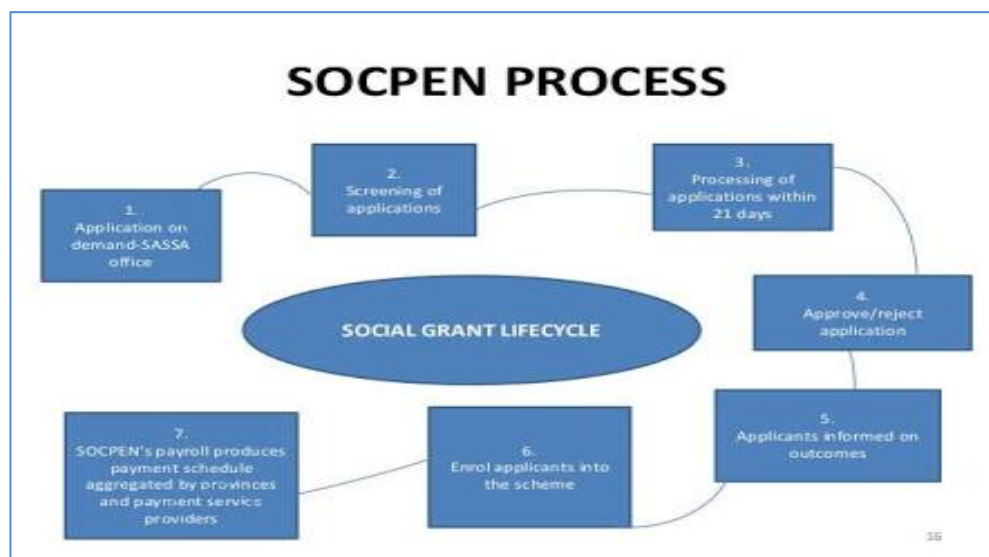 SOCPEN PROCESS
1.
Application on
demand-SASSA
office
2.
Screening of
applications
3.
Processing of
applications within
21 days
4.
Approve/reject
application
5.
Applicants informed on
outcomes
6.
Enrol applicants into
the scheme
7.
SOCPEN's payroll produces
payment schedule
aggregated by provinces
and payment service
providers
SOCIAL GRANT LIFECYCLE
16